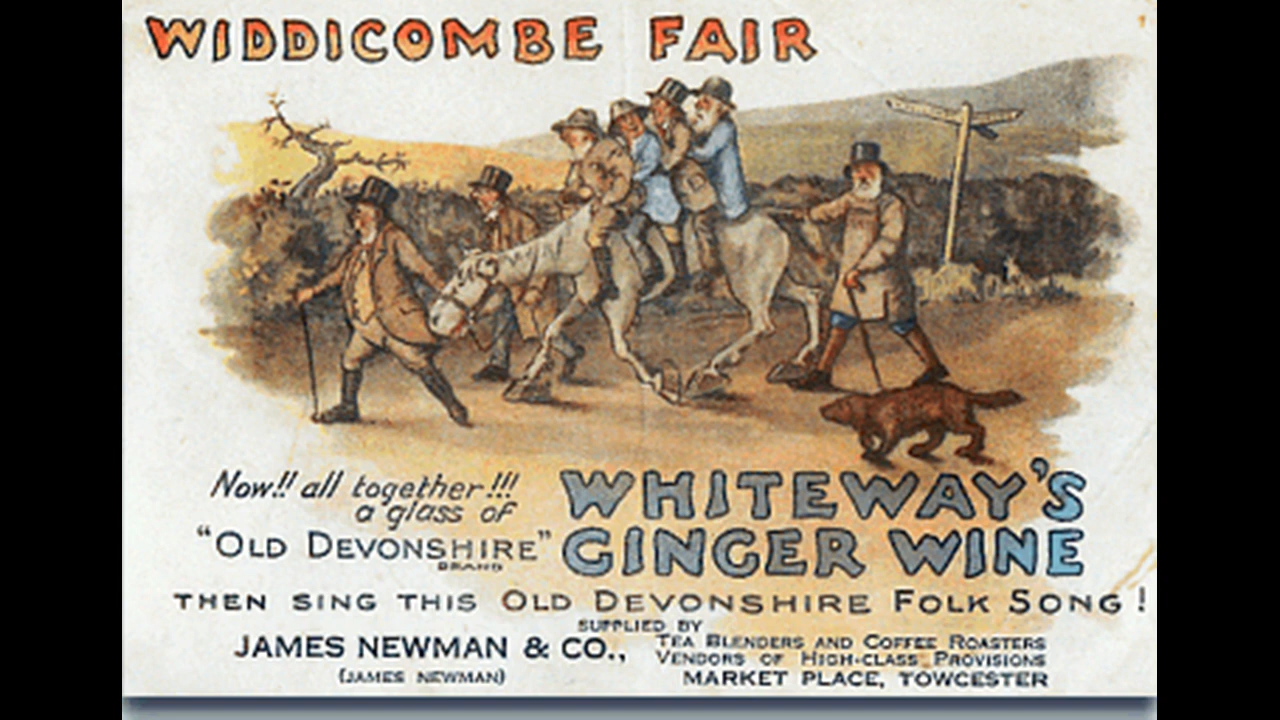 WIDDICOMBE FAIR
Now!! all together!!!
a glass of
"OLD DEVONSHIRE"
BRAND
WHITEWAY'S
GINGER WINE
THEN SING THIS OLD DEVONSHIRE FOLK SONG!
SUPPLIED BY
JAMES NEWMAN & CO.,
(JAMES NEWMAN)
TEA BLENDERS AND COFFEE ROASTERS
VENDORS OF HIGH-CLASS PROVISIONS
MARKET PLACE, TOWCESTER